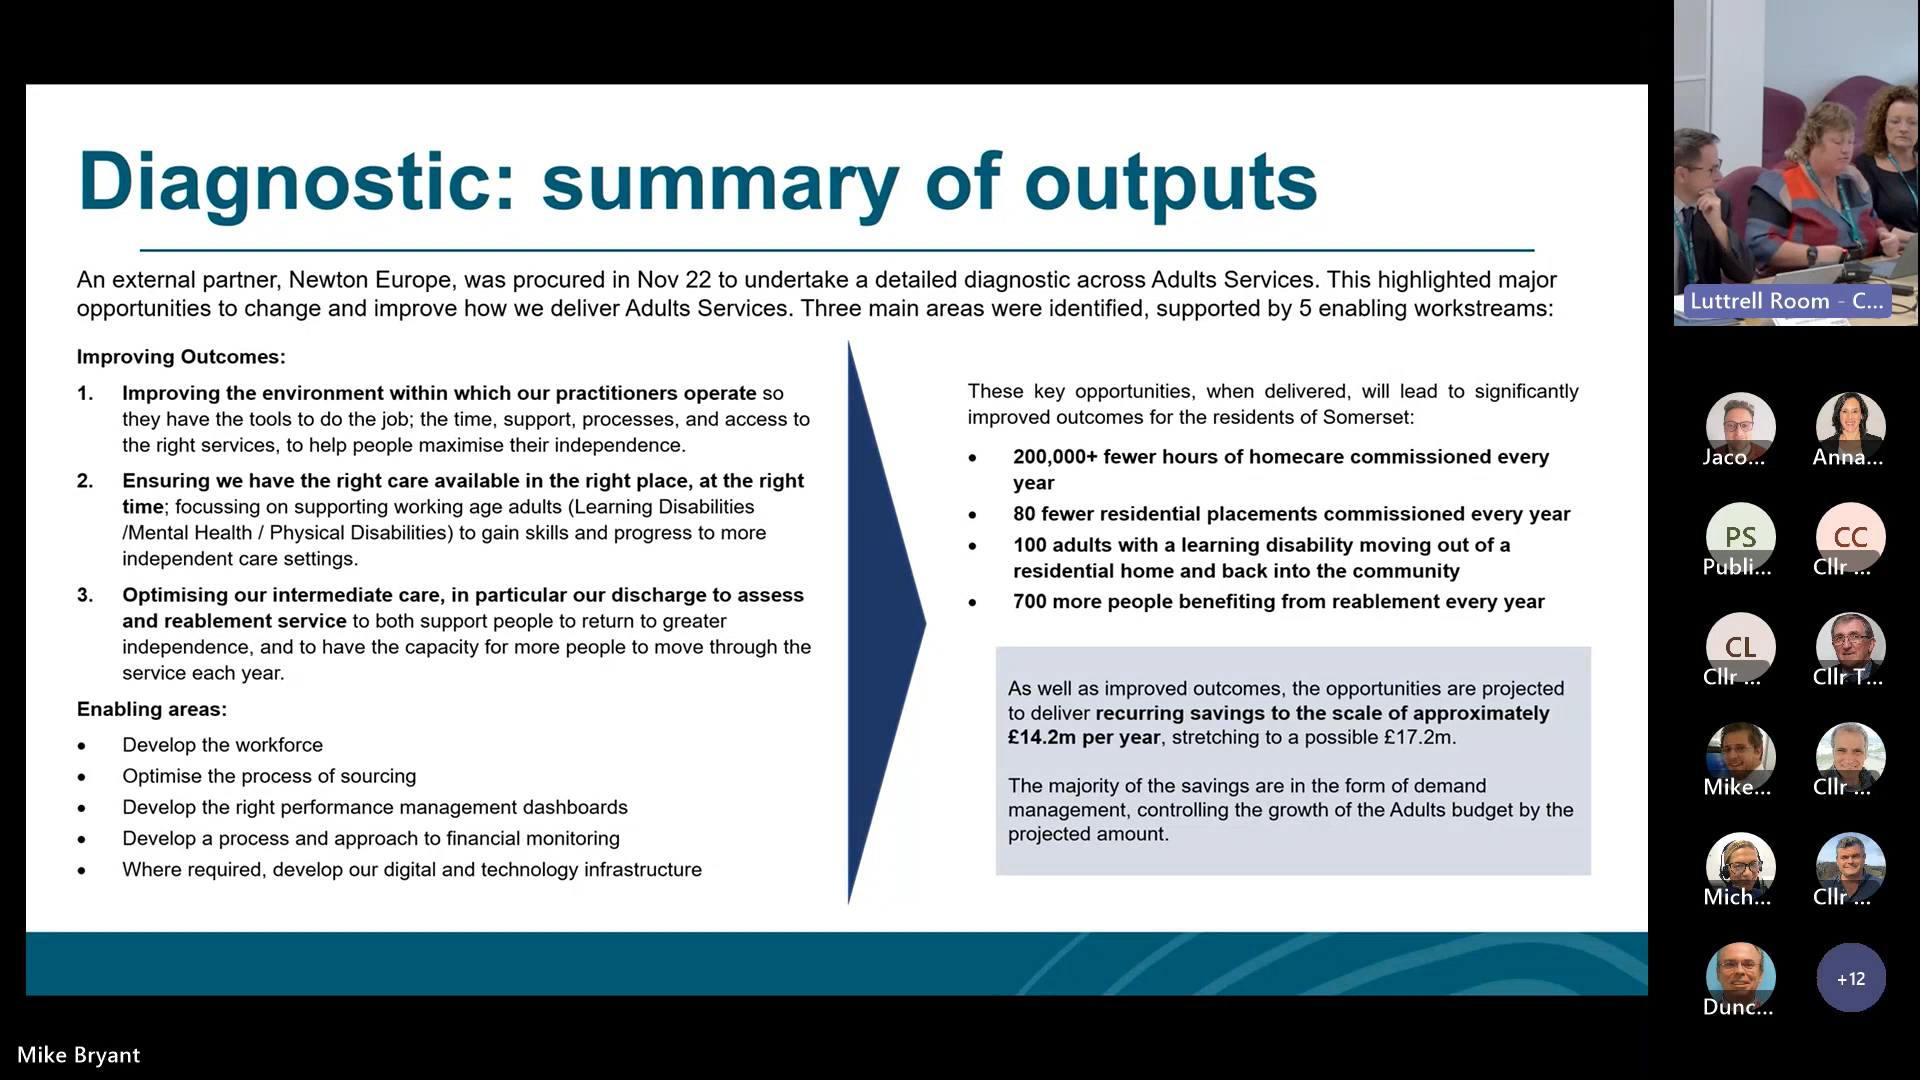 Diagnostic: summary of outputs
An external partner, Newton Europe, was procured in Nov 22 to undertake a detailed diagnostic across Adults Services. This highlighted major
opportunities to change and improve how we deliver Adults Services. Three main areas were identified, supported by 5 enabling workstreams:
Improving Outcomes:
1. Improving the environment within which our practitioners operate so
they have the tools to do the job; the time, support, processes, and access to
the right services, to help people maximise their independence.
2. Ensuring we have the right care available in the right place, at the right
time; focussing on supporting working age adults (Learning Disabilities
/Mental Health / Physical Disabilities) to gain skills and progress to more
independent care settings.
3. Optimising our intermediate care, in particular our discharge to assess
and reablement service to both support people to return to greater
independence, and to have the capacity for more people to move through the
service each year.
Enabling areas:
• Develop the workforce
• Optimise the process of sourcing
• Develop the right performance management dashboards
• Develop a process and approach to financial monitoring
• Where required, develop our digital and technology infrastructure
These key opportunities, when delivered, will lead to significantly
improved outcomes for the residents of Somerset:
• 200,000+ fewer hours of homecare commissioned every
year
• 80 fewer residential placements commissioned every year
• 100 adults with a learning disability moving out of a
residential home and back into the community
• 700 more people benefiting from reablement every year
As well as improved outcomes, the opportunities are projected
to deliver recurring savings to the scale of approximately
£14.2m per year, stretching to a possible £17.2m.
The majority of the savings are in the form of demand
management, controlling the growth of the Adults budget by the
projected amount.
Luttrell Room - C...
Jaco...
Anna...
PS
Publi...
CC
Cllr ...
CL
Cllr ...
Cllr T...
Mike...
Cllr ...
Mich...
Cllr ...
Dunc...
+12
Mike Bryant